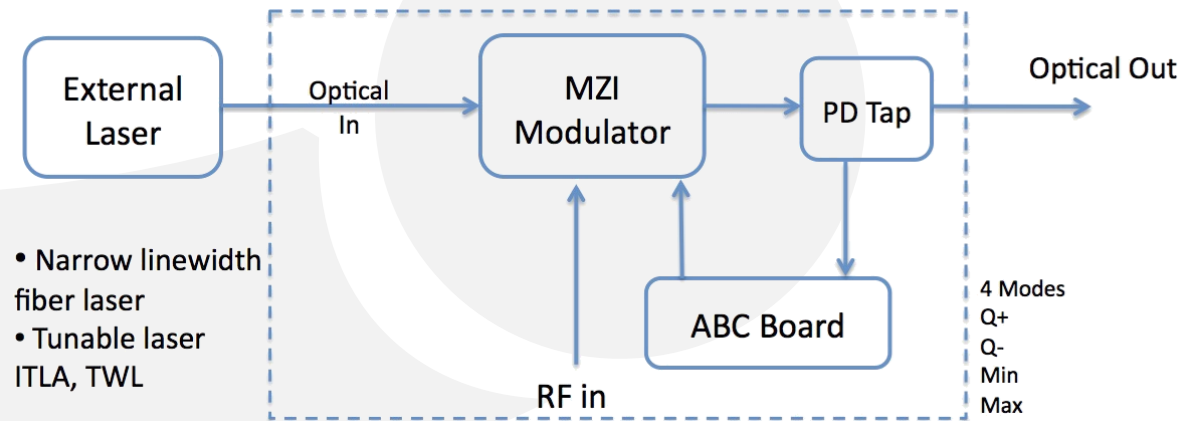 External
Laser
Optical
In
MZI
Modulator
PD Tap
Optical Out
• Narrow linewidth
fiber laser
• Tunable laser
ITLA, TWL
ABC Board
RF in
4 Modes
Q+
Q-
Min
Max